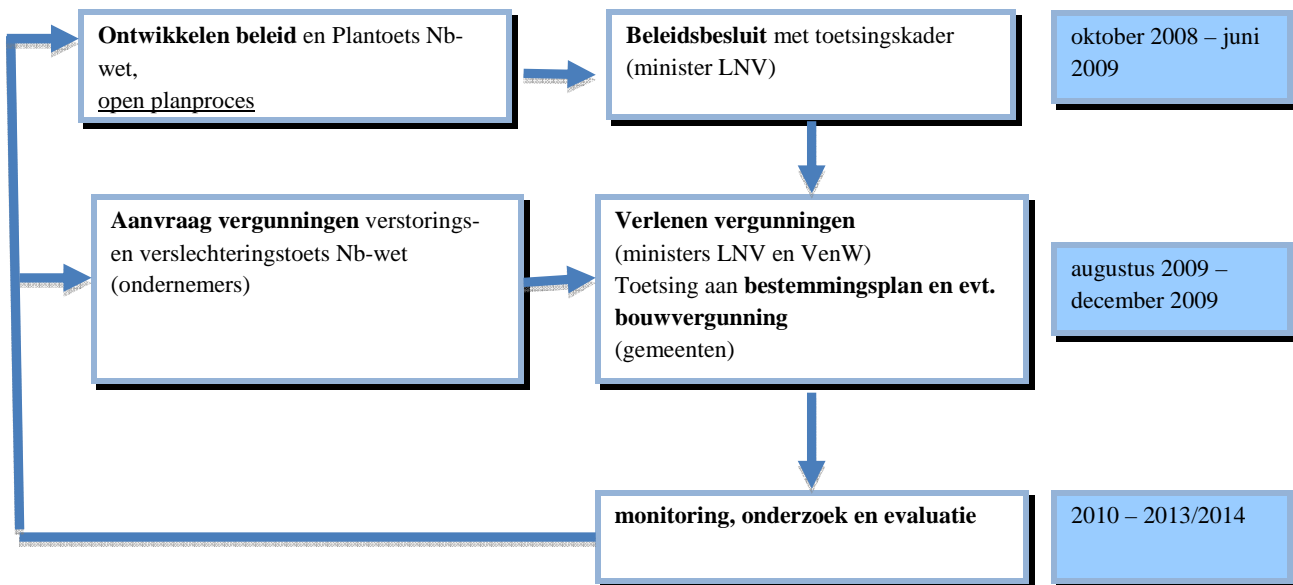 Ontwikkelen beleid en Plantoets Nb-
wet,
open planproces
Beleidsbesluit met toetsingskader
(minister LNV)
oktober 2008 – juni
2009
Aanvraag vergunningen verstorings-
en verslechteringstoets Nb-wet
(ondernemers)
Verlenen vergunningen
(ministers LNV en VenW)
Toetsing aan bestemmingsplan en evt.
bouwvergunning
(gemeenten)
augustus 2009 –
december 2009
monitoring, onderzoek en evaluatie
2010 – 2013/2014